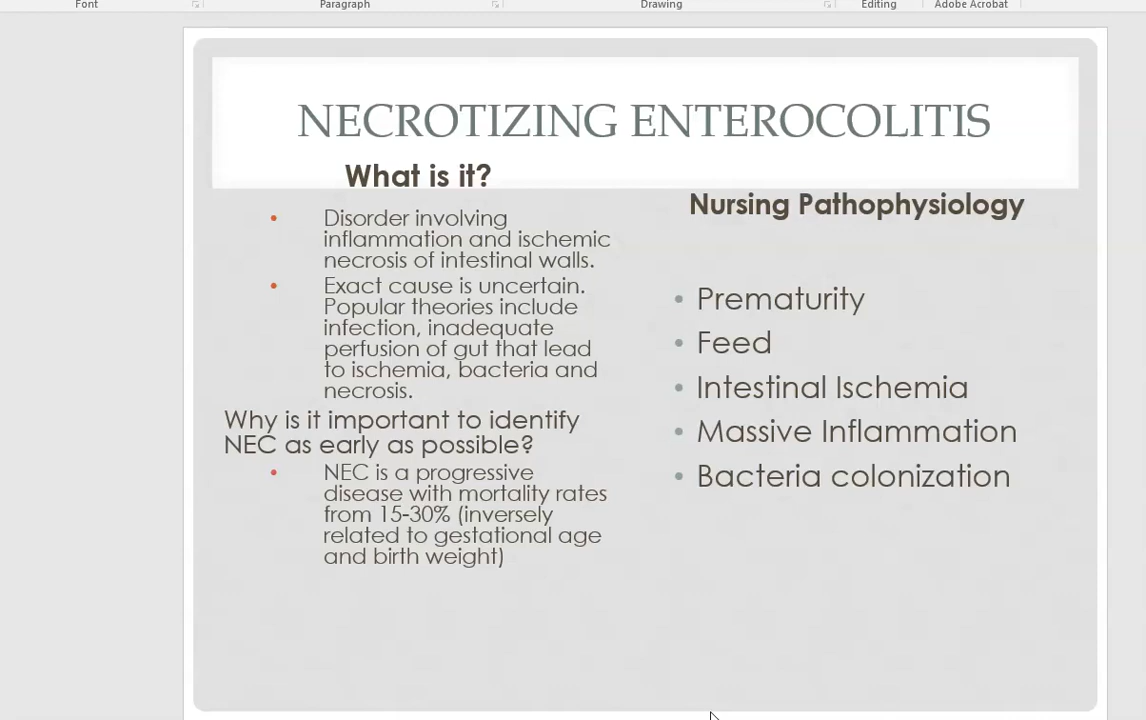 Font Paragraph Drawing Editing Adobe Acrobat
NECROTIZING ENTEROCOLITIS
What is it?
• Disorder involving
inflammation and ischemic
necrosis of intestinal walls.
• Exact cause is uncertain.
Popular theories include
infection, inadequate
perfusion of gut that lead
to ischemia, bacteria and
necrosis.
Why is it important to identify
NEC as early as possible?
• NEC is a progressive
disease with mortality rates
from 15-30% (inversely
related to gestational age
and birth weight)
Nursing Pathophysiology
• Prematurity
• Feed
• Intestinal Ischemia
• Massive Inflammation
• Bacteria colonization